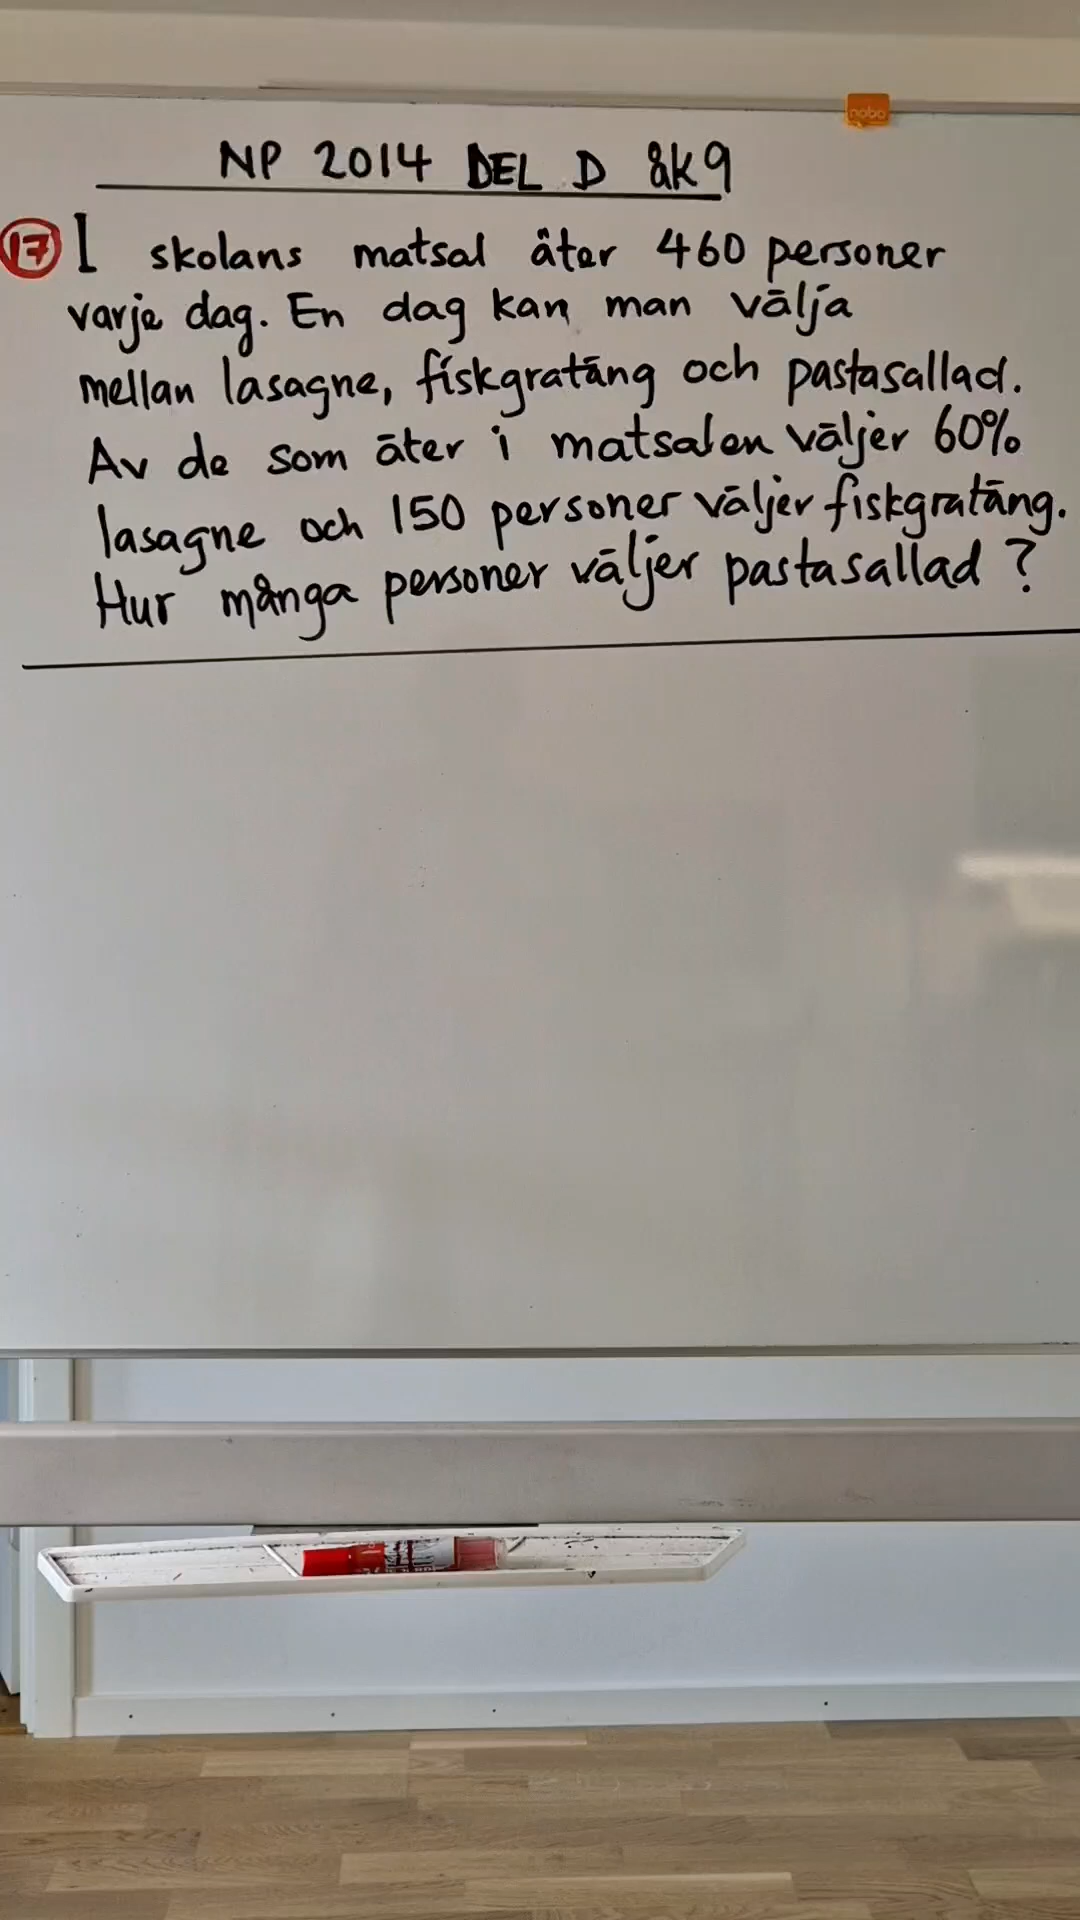 nobo
NP 2014 DEL D åk9
17 I skolans matsal äter 460 personer
varje dag. En dag kan man välja
mellan lasagne, fiskgratäng och pastasallad.
Av de som äter i matsalen väljer 60%
lasagne och 150 personer väljer fiskgratäng.
Hur många personer väljer pastasallad?